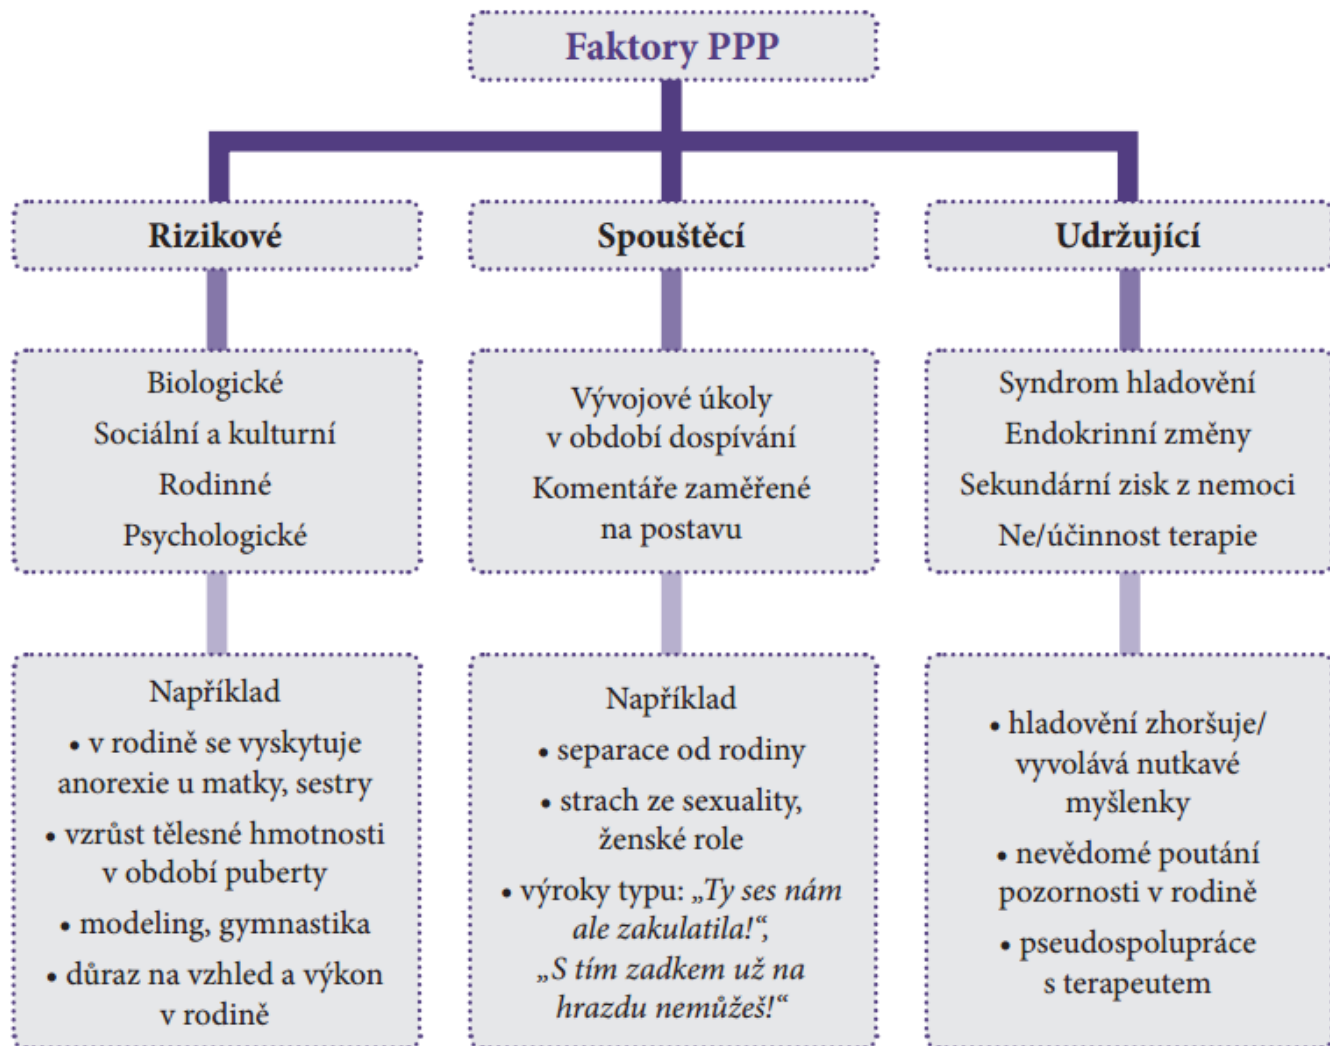 Faktory PPP
Rizikové
Spouštěcí
Udržující
Biologické
Sociální a kulturní
Rodinné
Psychologické
Vývojové úkoly
v období dospívání
Komentáře zaměřené
na postavu
Syndrom hladovění
Endokrinní změny
Sekundární zisk z nemoci
Ne/účinnost terapie
Například
• v rodině se vyskytuje
anorexie u matky, sestry
• vzrůst tělesné hmotnosti
v období puberty
• modeling, gymnastika
• důraz na vzhled a výkon
v rodině
Například
• separace od rodiny
• strach ze sexuality,
ženské role
• výroky typu: „Ty ses nám
ale zakulatila!“,
„S tím zadkem už na
hrazdu nemůžeš!“
• hladovění zhoršuje/
vyvolává nutkavé
myšlenky
• nevědomé poutání
pozornosti v rodině
• pseudospolupráce
s terapeutem